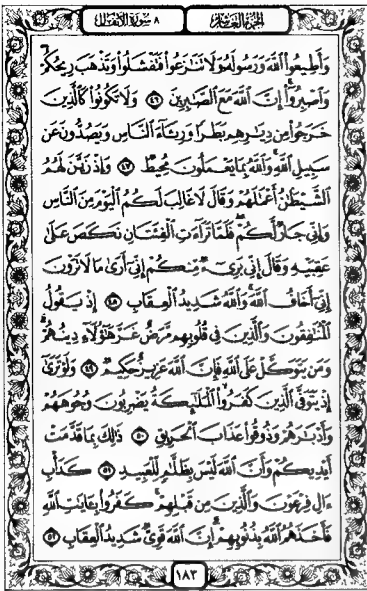 الجزء العاشر
٨ سورة الأنفال
وَأَطِيعُوا۟ ٱللَّهَ وَرَسُولَهُۥ وَلَا تَنَـٰزَعُوا۟ فَتَفْشَلُوا۟ وَتَذْهَبَ رِيحُكُمْ
وَٱصْبِرُوٓا۟ إِنَّ ٱللَّهَ مَعَ ٱلصَّـٰبِرِينَ ٤٦ وَلَا تَكُونُوا۟ كَٱلَّذِينَ
خَرَجُوا۟ مِن دِيَـٰرِهِم بَطَرًا وَرِئَآءَ ٱلنَّاسِ وَيَصُدُّونَ عَن
سَبِيلِ ٱللَّهِ وَٱللَّهُ بِمَا يَعْمَلُونَ مُحِيطٌ ٤٧ وَإِذْ زَيَّنَ لَهُمُ
ٱلشَّيْطَـٰنُ أَعْمَـٰلَهُمْ وَقَالَ لَا غَالِبَ لَكُمُ ٱلْيَوْمَ مِنَ ٱلنَّاسِ
وَإِنِّى جَارٌ لَّكُمْ فَلَمَّا تَرَآءَتِ ٱلْفِئَتَانِ نَكَصَ عَلَىٰ
عَقِبَيْهِ وَقَالَ إِنِّى بَرِىٓءٌ مِّنكُمْ إِنِّىٓ أَرَىٰ مَا لَا تَرَوْنَ
إِنِّىٓ أَخَافُ ٱللَّهَ وَٱللَّهُ شَدِيدُ ٱلْعِقَابِ ٤٨ إِذْ يَقُولُ
ٱلْمُنَـٰفِقُونَ وَٱلَّذِينَ فِى قُلُوبِهِم مَّرَضٌ غَرَّ هَـٰٓؤُلَآءِ دِينُهُمْ
وَمَن يَتَوَكَّلْ عَلَى ٱللَّهِ فَإِنَّ ٱللَّهَ عَزِيزٌ حَكِيمٌ ٤٩ وَلَوْ تَرَىٰٓ
إِذْ يَتَوَفَّى ٱلَّذِينَ كَفَرُوا۟ ٱلْمَلَـٰٓئِكَةُ يَضْرِبُونَ وُجُوهَهُمْ
وَأَدْبَـٰرَهُمْ وَذُوقُوا۟ عَذَابَ ٱلْحَرِيقِ ٥٠ ذَٰلِكَ بِمَا قَدَّمَتْ
أَيْدِيكُمْ وَأَنَّ ٱللَّهَ لَيْسَ بِظَلَّـٰمٍ لِّلْعَبِيدِ ٥١ كَدَأْبِ
ءَالِ فِرْعَوْنَ وَٱلَّذِينَ مِن قَبْلِهِمْ كَفَرُوا۟ بِـَٔايَـٰتِ ٱللَّهِ
فَأَخَذَهُمُ ٱللَّهُ بِذُنُوبِهِمْ إِنَّ ٱللَّهَ قَوِىٌّ شَدِيدُ ٱلْعِقَابِ ٥٢
١٨٣